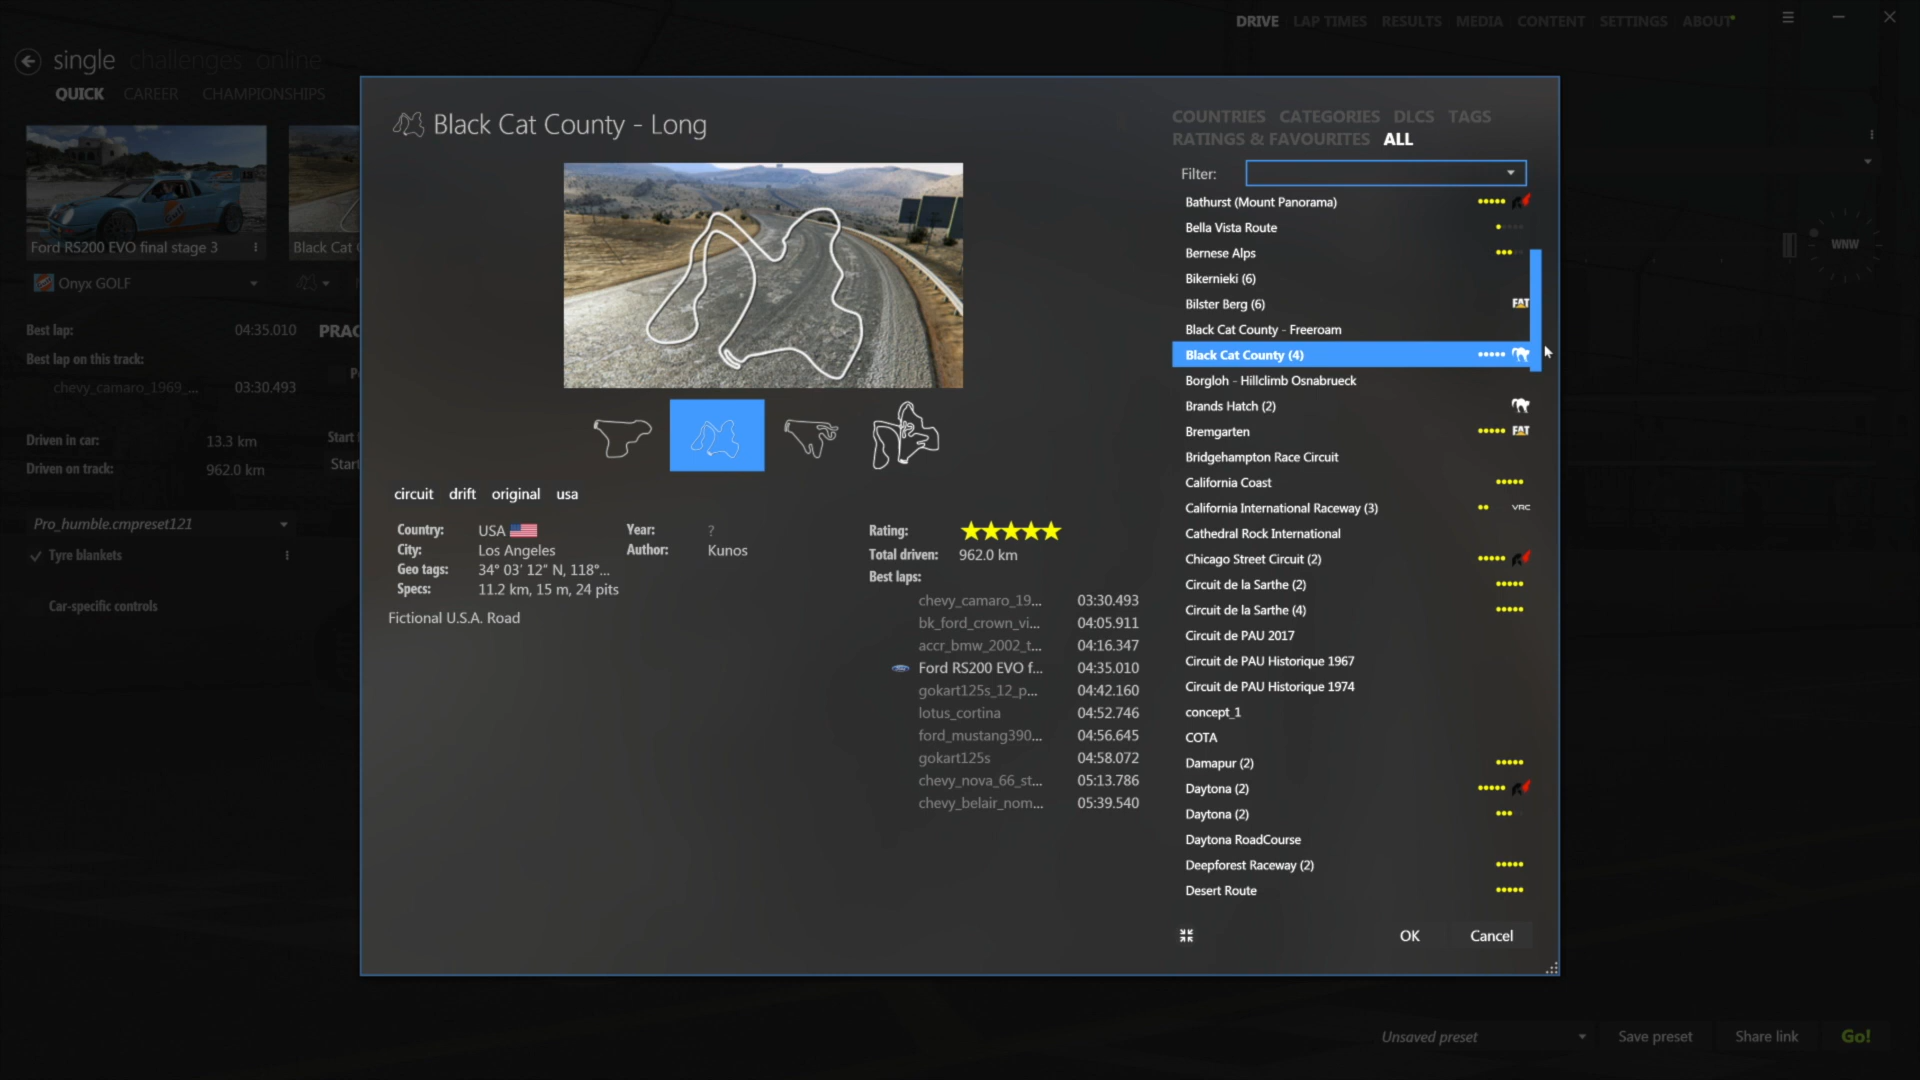 DRIVE LAP TIMES RESULTS MEDIA CONTENT SETTINGS ABOUT
single challenges online
QUICK CAREER CHAMPIONSHIPS
Ford RS200 EVO final stage 3
Black Cat
Onyx GOLF
Best lap: 04:35.010
Best lap on this track:
chevy_camaro_1969_... 03:30.493
Driven in car: 13.3 km
Driven on track: 962.0 km
Start
Start
Pro_humble.cmpreset121
Tyre blankets
Car-specific controls
WNW
Black Cat County - Long
circuit drift original usa
Country: USA
City: Los Angeles
Geo tags: 34° 03′ 12″ N, 118°...
Specs: 11.2 km, 15 m, 24 pits
Year: ?
Author: Kunos
Fictional U.S.A. Road
Rating:
Total driven: 962.0 km
Best laps:
chevy_camaro_19... 03:30.493
bk_ford_crown_vi... 04:05.911
accr_bmw_2002_t... 04:16.347
Ford RS200 EVO f... 04:35.010
gokart125s_12_p... 04:42.160
lotus_cortina 04:52.746
ford_mustang390... 04:56.645
gokart125s 04:58.072
chevy_nova_66_st... 05:13.786
chevy_belair_nom... 05:39.540
COUNTRIES CATEGORIES DLCS TAGS
RATINGS & FAVOURITES ALL
Filter:
Bathurst (Mount Panorama)
Bella Vista Route
Bernese Alps
Bikernieki (6)
Bilster Berg (6) FAT
Black Cat County - Freeroam
Black Cat County (4)
Borgloh - Hillclimb Osnabrueck
Brands Hatch (2)
Bremgarten FAT
Bridgehampton Race Circuit
California Coast
California International Raceway (3) VRC
Cathedral Rock International
Chicago Street Circuit (2)
Circuit de la Sarthe (2)
Circuit de la Sarthe (4)
Circuit de PAU 2017
Circuit de PAU Historique 1967
Circuit de PAU Historique 1974
concept_1
COTA
Damapur (2)
Daytona (2)
Daytona (2)
Daytona RoadCourse
Deepforest Raceway (2)
Desert Route
OK Cancel
Unsaved preset Save preset Share link Go!